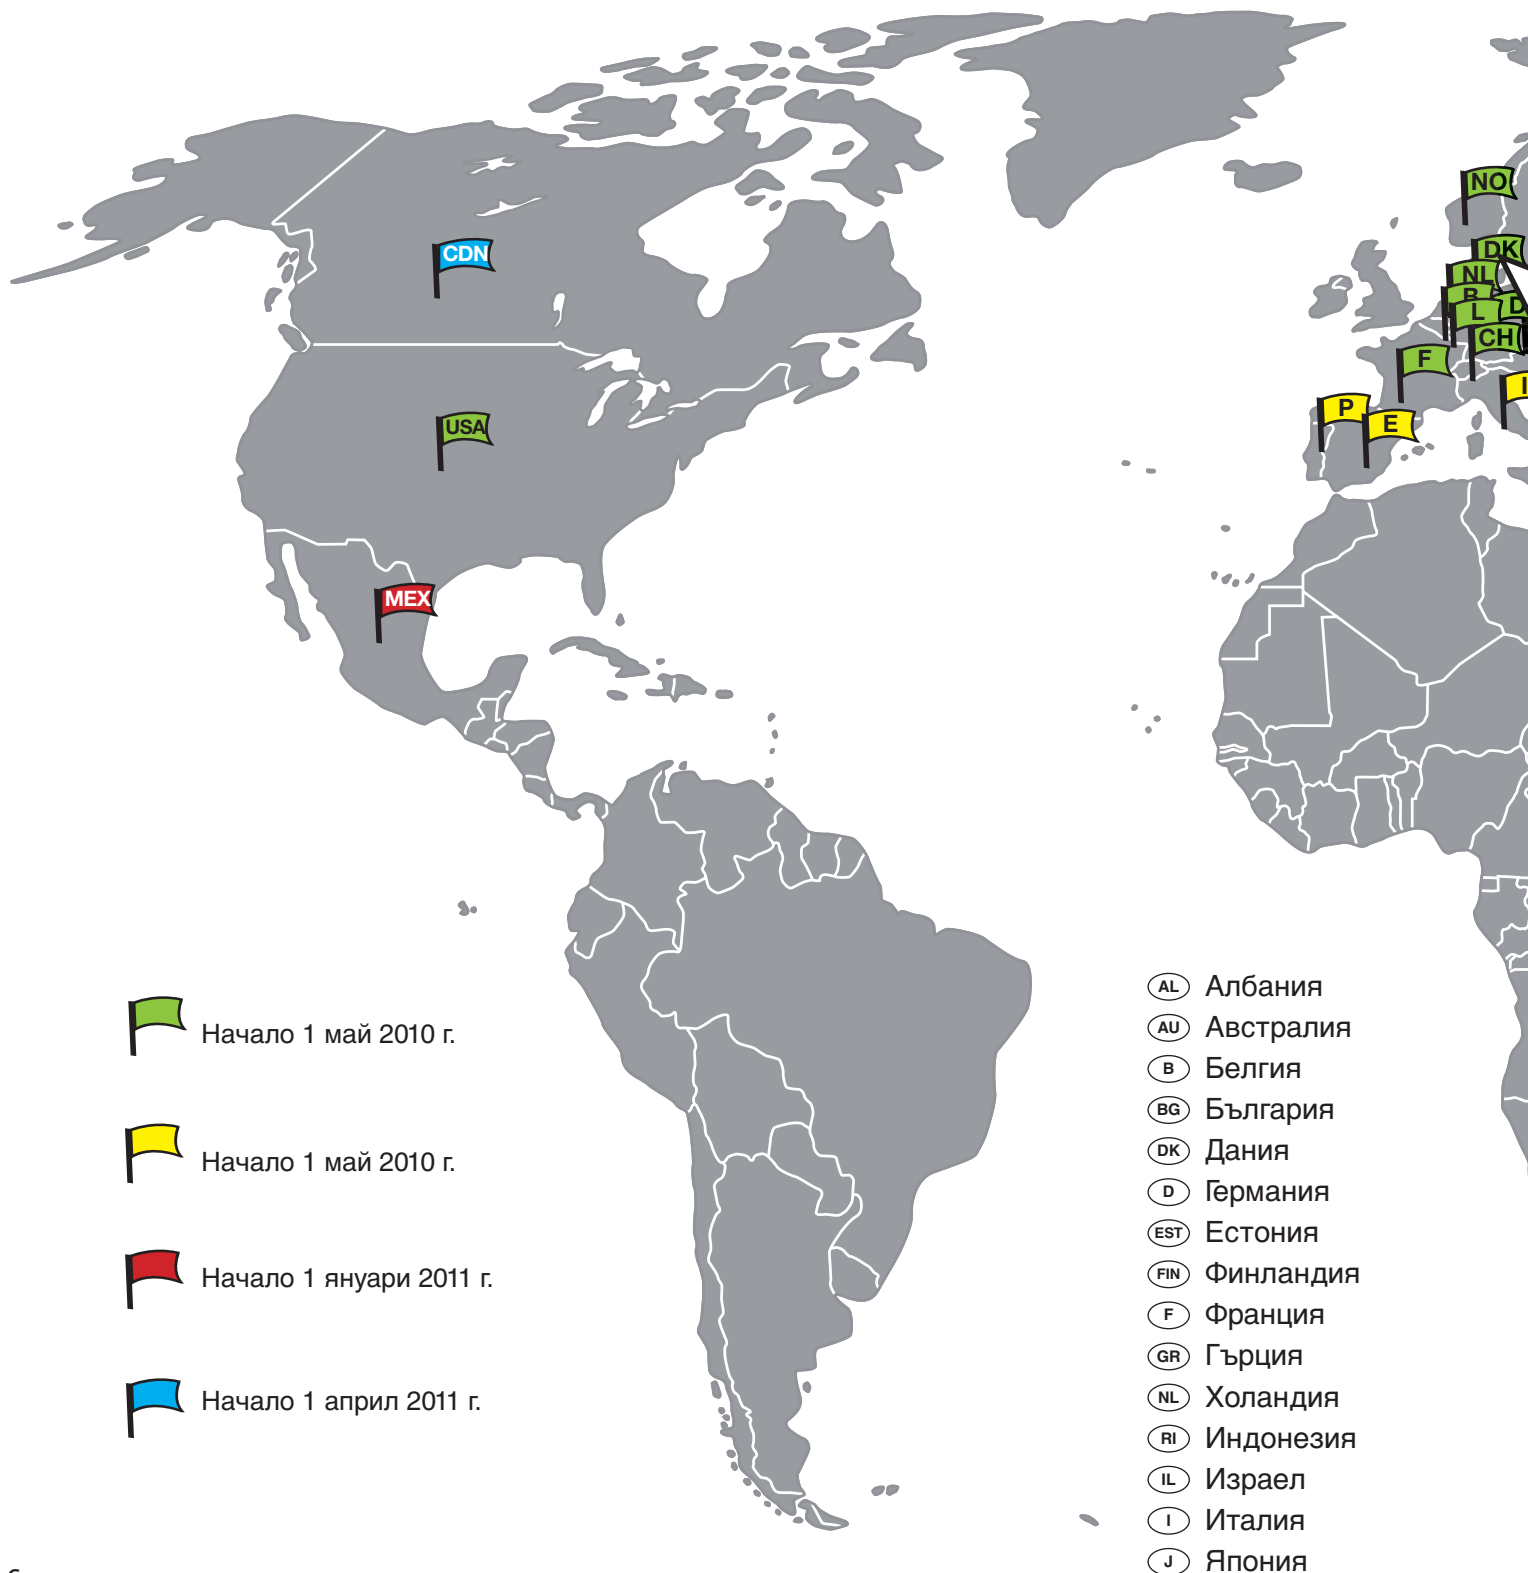 NO
CDN
DK
NL
B
D
L
CH
F
I
P
E
USA
MEX
Начало 1 май 2010 г.
Начало 1 май 2010 г.
Начало 1 януари 2011 г.
Начало 1 април 2011 г.
AL Албания
AU Австралия
B Белгия
BG България
DK Дания
D Германия
EST Естония
FIN Финландия
F Франция
GR Гърция
NL Холандия
RI Индонезия
IL Израел
I Италия
J Япония